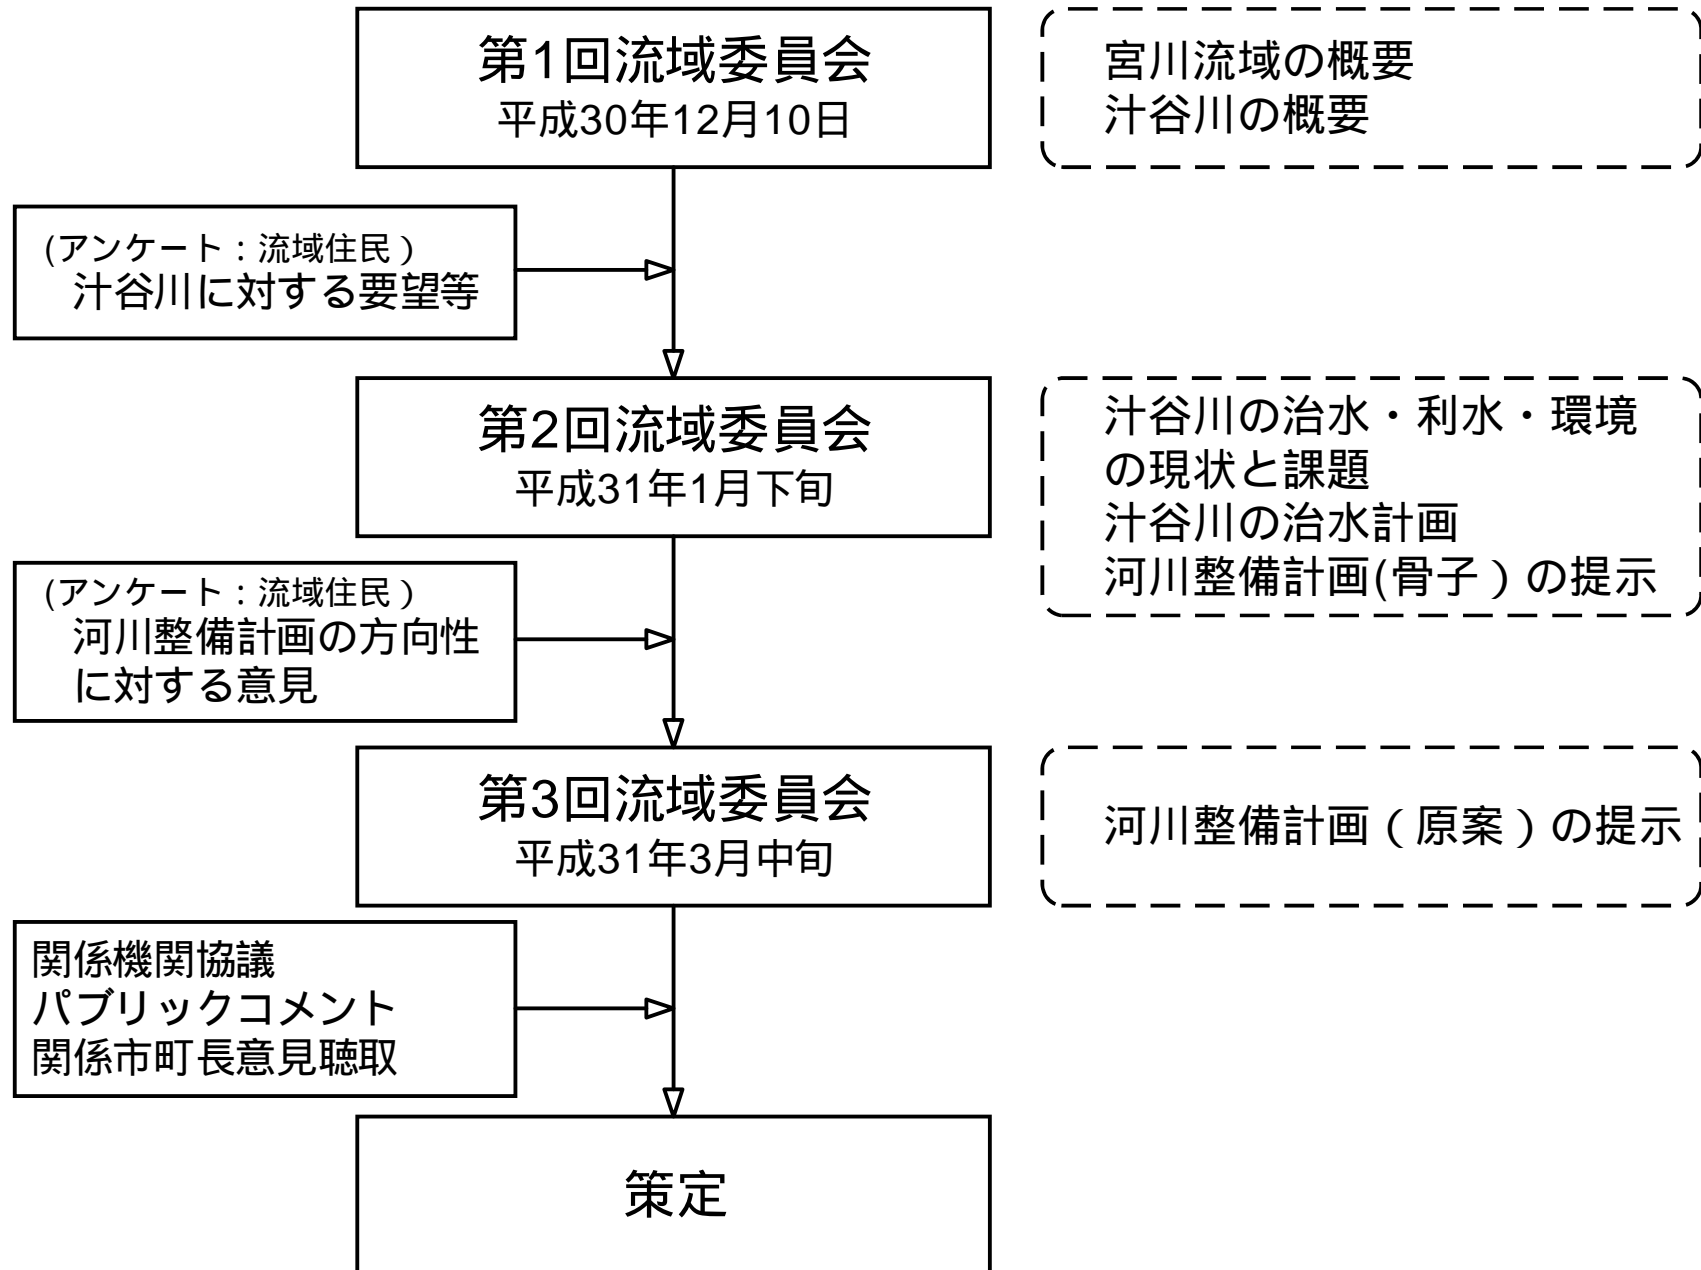 第1回流域委員会
平成30年12月10日
宮川流域の概要
汁谷川の概要
(アンケート：流域住民）
汁谷川に対する要望等
第2回流域委員会
平成31年1月下旬
汁谷川の治水・利水・環境
の現状と課題
汁谷川の治水計画
河川整備計画(骨子）の提示
(アンケート：流域住民）
河川整備計画の方向性
に対する意見
第3回流域委員会
平成31年3月中旬
河川整備計画（原案）の提示
関係機関協議
パブリックコメント
関係市町長意見聴取
策定